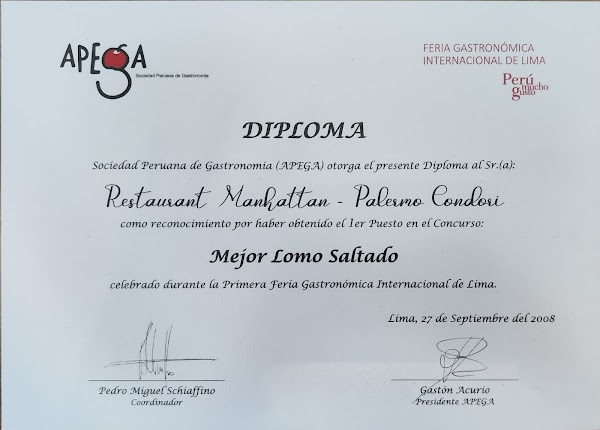 APEGA
Sociedad Peruana de Gastronomía
FERIA GASTRONÓMICA
INTERNACIONAL DE LIMA
Perú
mucho
gusto
DIPLOMA
Sociedad Peruana de Gastronomia (APEGA) otorga el presente Diploma al Sr.(a):
Restaurant Manhattan - Palermo Condori
como reconocimiento por haber obtenido el 1er Puesto en el Concurso:
Mejor Lomo Saltado
celebrado durante la Primera Feria Gastronómica Internacional de Lima.
Lima, 27 de Septiembre del 2008
Pedro Miguel Schiaffino
Coordinador
Gastón Acurio
Presidente APEGA